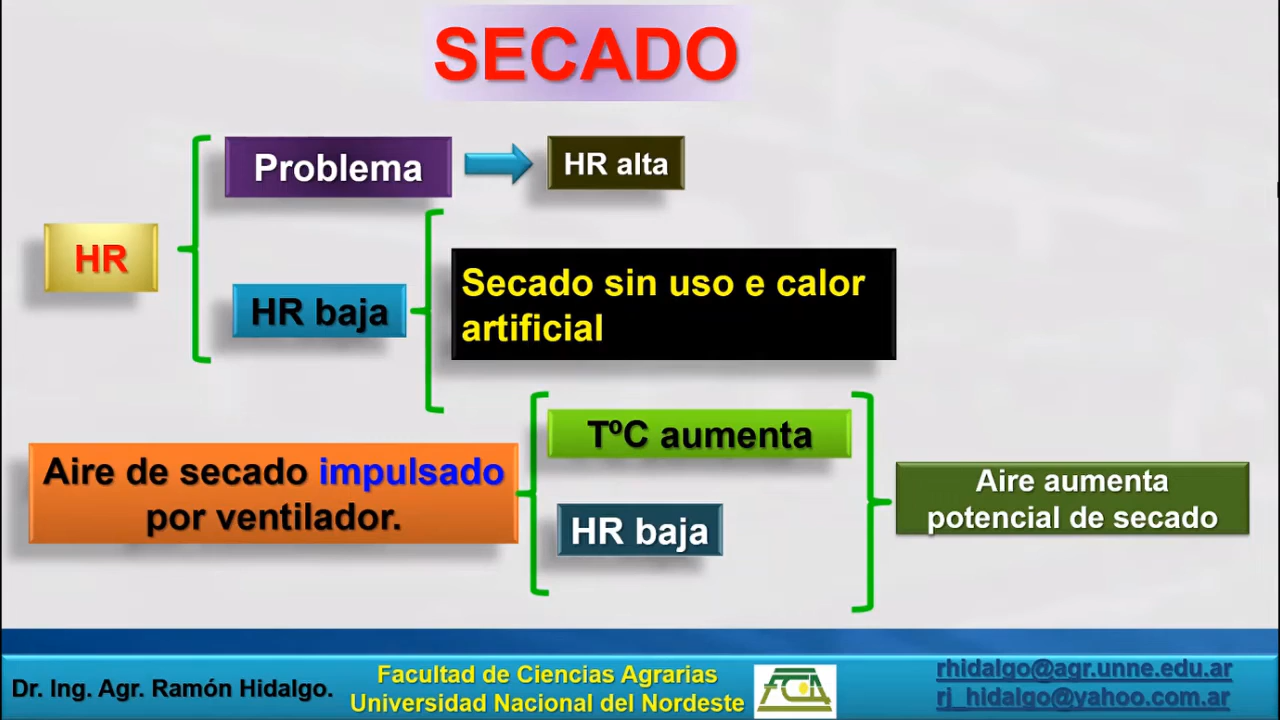 SECADO
Problema
HR alta
HR
HR baja
Secado sin uso e calor
artificial
Aire de secado impulsado
por ventilador.
TºC aumenta
HR baja
Aire aumenta
potencial de secado
Dr. Ing. Agr. Ramón Hidalgo.
Facultad de Ciencias Agrarias
Universidad Nacional del Nordeste
FCA
rhidalgo@agr.unne.edu.ar
rj_hidalgo@yahoo.com.ar